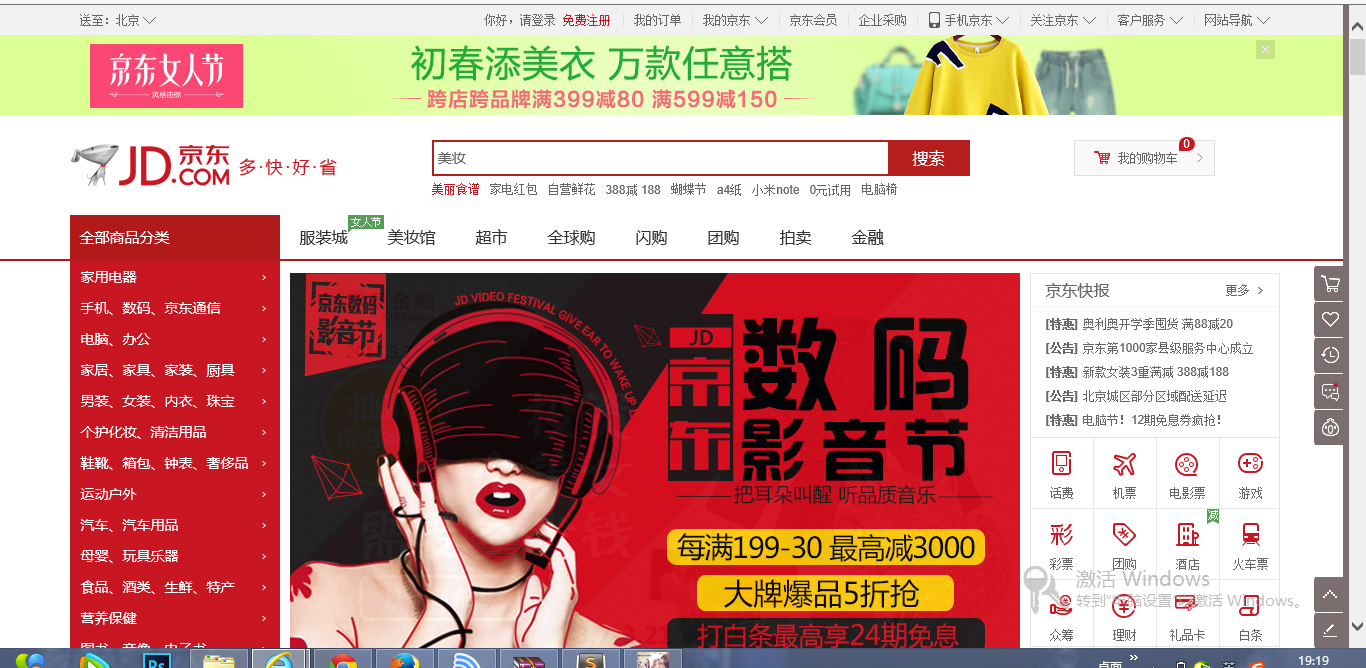 送至：北京
你好，请登录 免费注册
我的订单
我的京东
京东会员
企业采购
手机京东
关注京东
客户服务
网站导航
京东女人节
风格由你
初春添美衣 万款任意搭
跨店跨品牌满399减80 满599减150
JD.COM 京东
多·快·好·省
美妆
搜索
我的购物车
0
美丽食谱 家电红包 自营鲜花 388减 188 蝴蝶节 a4纸 小米note 0元试用 电脑椅
全部商品分类
服装城
女人节
美妆馆
超市
全球购
闪购
团购
拍卖
金融
家用电器
手机、数码、京东通信
电脑、办公
家居、家具、家装、厨具
男装、女装、内衣、珠宝
个护化妆、清洁用品
鞋靴、箱包、钟表、奢侈品
运动户外
汽车、汽车用品
母婴、玩具乐器
食品、酒类、生鲜、特产
营养保健
图书、音像、电子书
京东数码
影音节
JD VIDEO FESTIVAL GIVE EAR TO WAKE UP
JD
京东
数码
影音节
把耳朵叫醒 听品质音乐
每满199-30 最高减3000
大牌爆品5折抢
打白条最高享24期免息
京东快报
更多
[特惠] 奥利奥开学季囤货 满88减20
[公告] 京东第1000家县级服务中心成立
[特惠] 新款女装3重满减 388减188
[公告] 北京城区部分区域配送延迟
[特惠] 电脑节！12期免息券疯抢！
话费
机票
电影票
游戏
减
彩
彩票
团购
酒店
火车票
众筹
理财
礼品卡
白条
激活 Windows
转到"电脑设置"以激活 Windows。
Ps
S
桌面
英
19:19